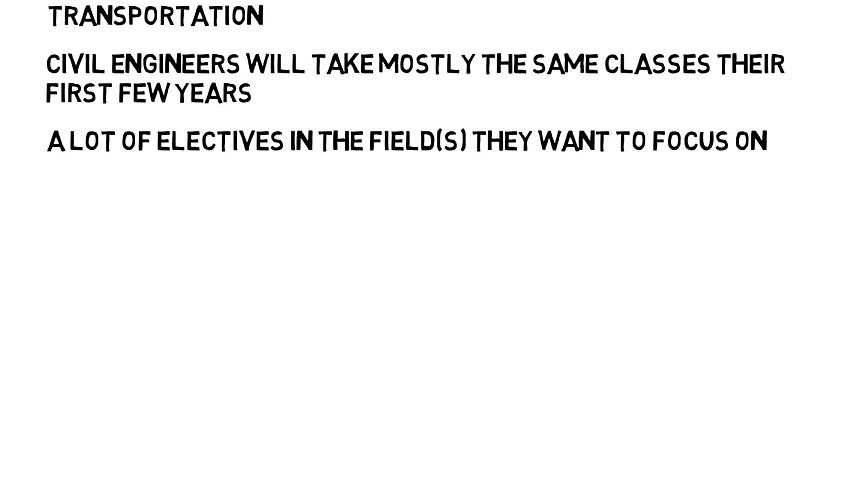 TRANSPORTATION
CIVIL ENGINEERS WILL TAKE MOSTLY THE SAME CLASSES THEIR
FIRST FEW YEARS
A LOT OF ELECTIVES IN THE FIELD(S) THEY WANT TO FOCUS ON